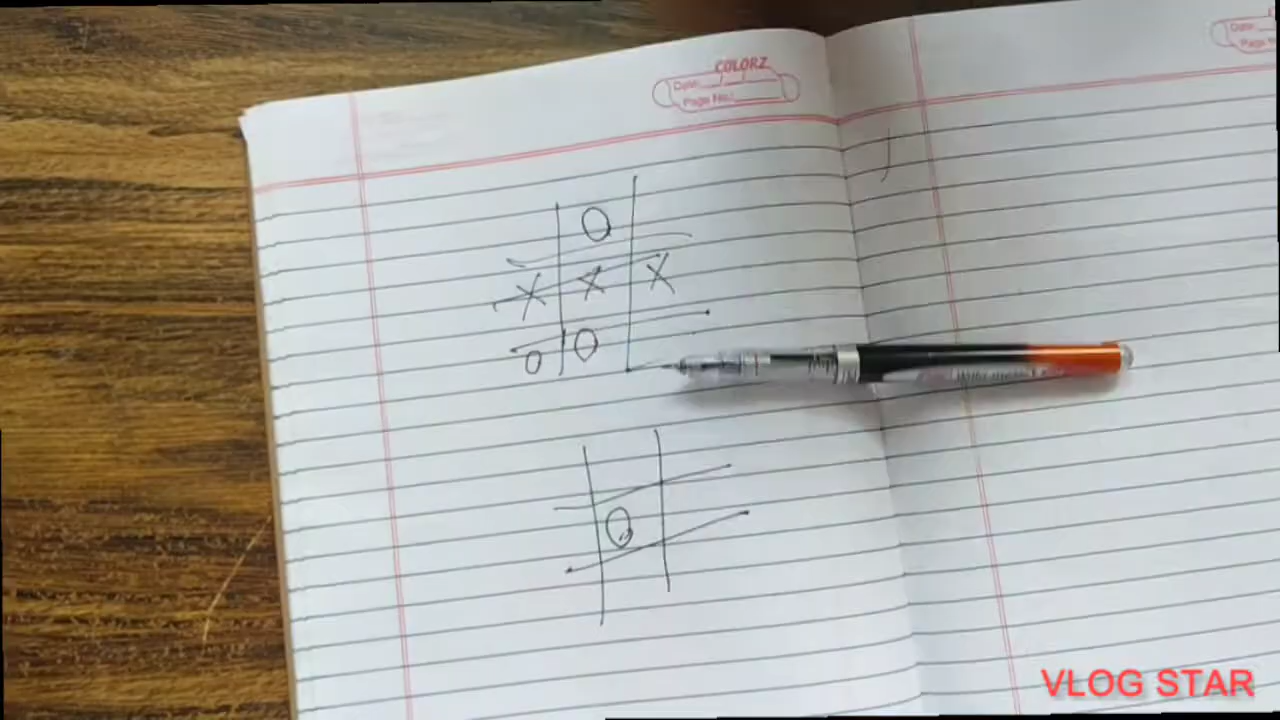 COLORZ
Date:
Page No.:
O
X X X
O O
O
VLOG STAR